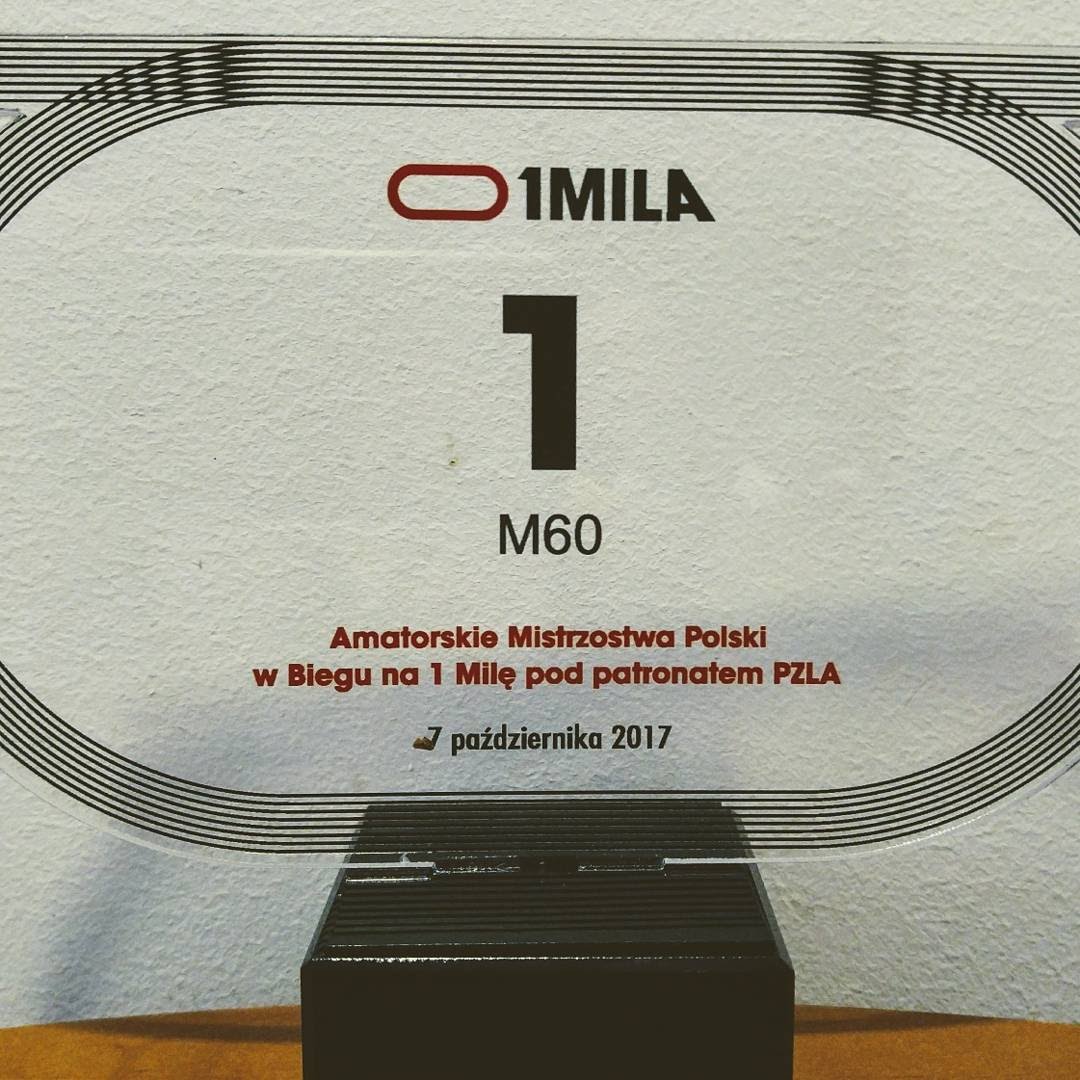 1MILA
1
M60
Amatorskie Mistrzostwa Polski
w Biegu na 1 Milę pod patronatem PZLA
7 października 2017